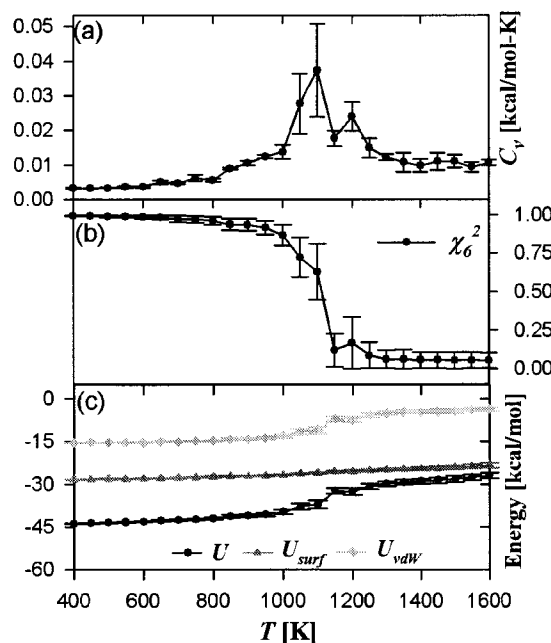 (a)
0.05
0.04
0.03
0.02
0.01
0.00
C_v [kcal/mol-K]
(b)
χ₆²
1.00
0.75
0.50
0.25
0.00
(c)
0
-15
-30
-45
-60
Energy [kcal/mol]
U U_surf U_vdW
400 600 800 1000 1200 1400 1600
T [K]